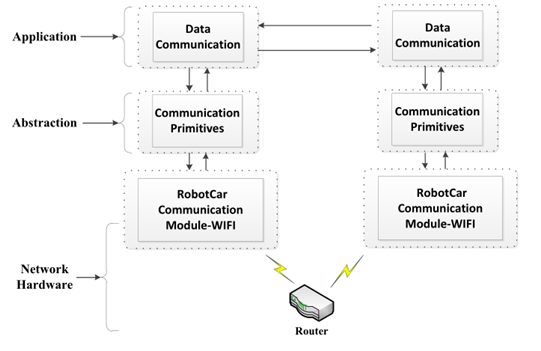 Application
Data
Communication
Data
Communication
Abstraction
Communication
Primitives
Communication
Primitives
RobotCar
Communication
Module-WIFI
RobotCar
Communication
Module-WIFI
Network
Hardware
Router